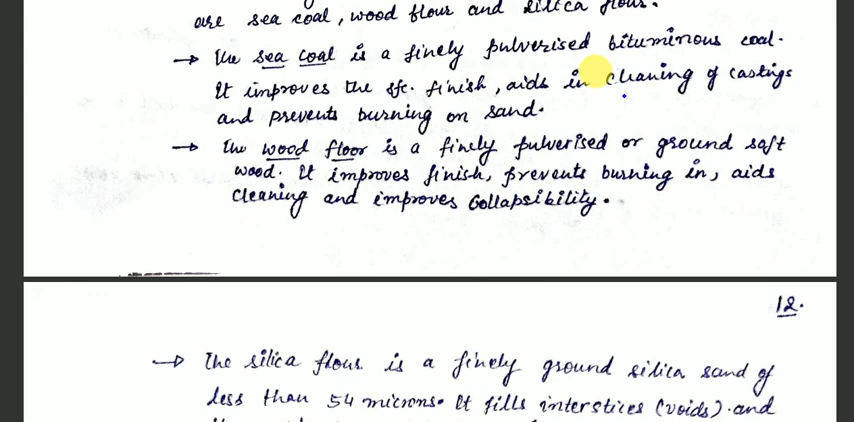 are sea coal, wood flour and silica flour.
→ The sea coal is a finely pulverised bituminous coal.
It improves the sfc. finish, aids in cleaning of castings
and prevents burning on sand.
→ The wood floor is a finely pulverised or ground saft
wood. It improves finish, prevents burning in, aids
cleaning and improves Collapsibility.
12.
→ The silica flour is a finely ground silica sand of
less than 54 microns. It fills interstices (voids) and